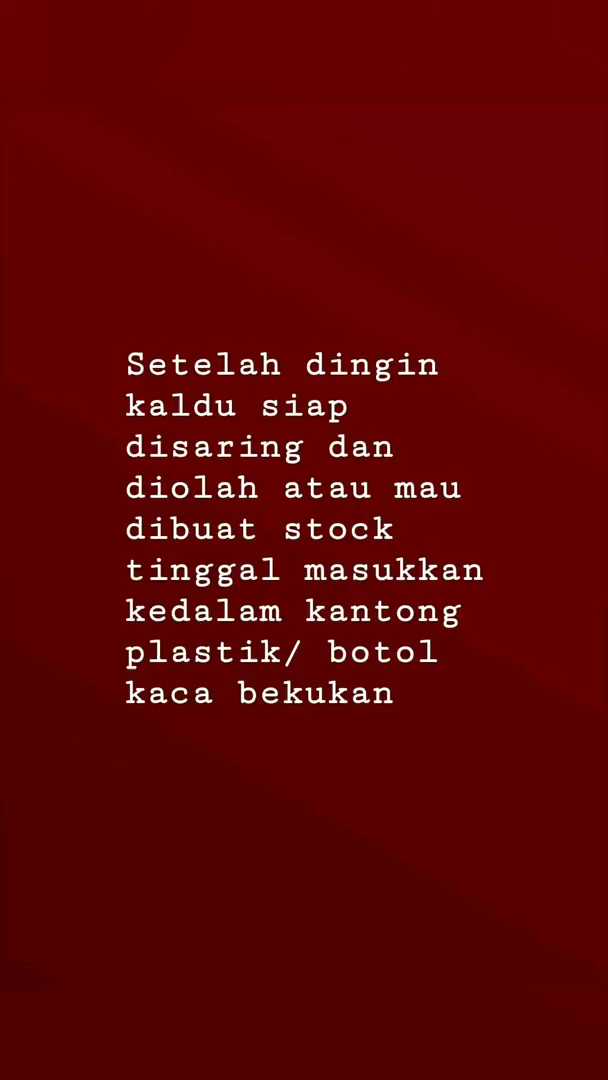 Setelah dingin
kaldu siap
disaring dan
diolah atau mau
dibuat stock
tinggal masukkan
kedalam kantong
plastik/ botol
kaca bekukan